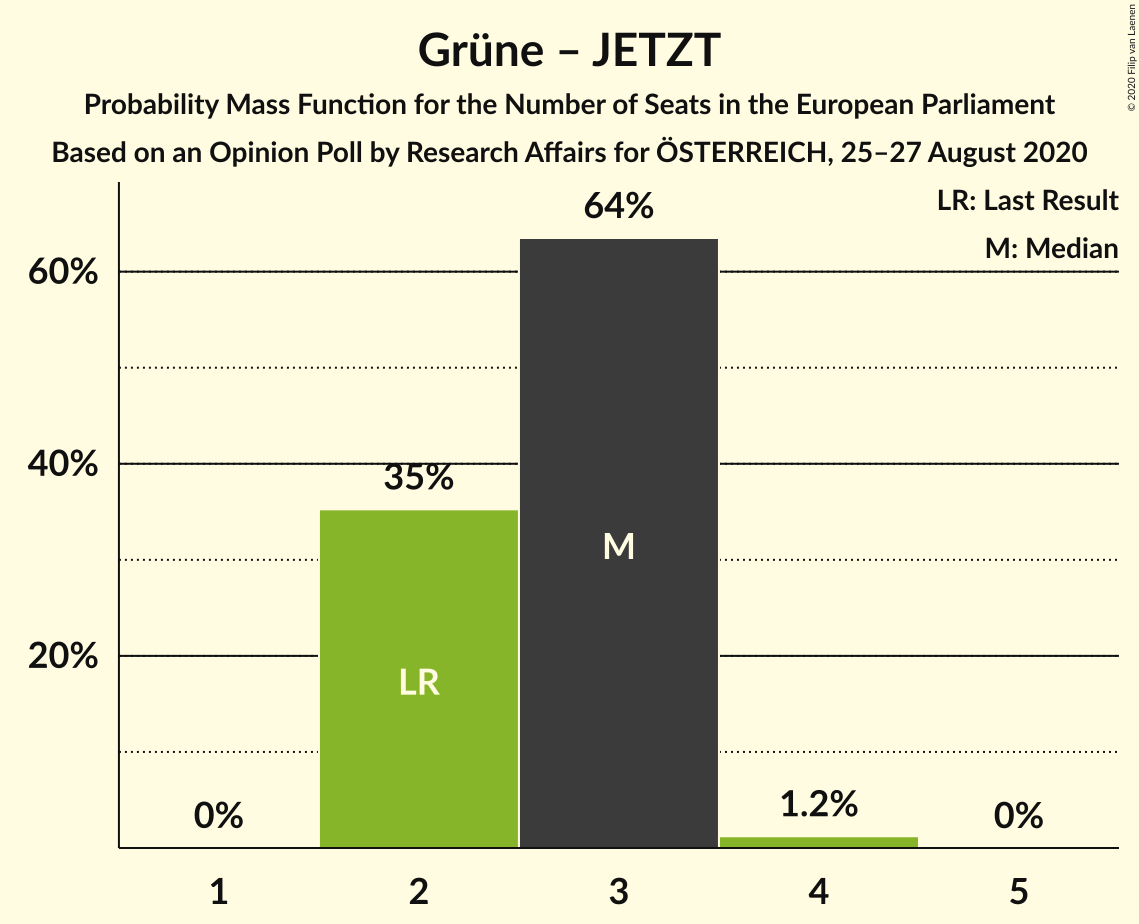 Grüne – JETZT
Probability Mass Function for the Number of Seats in the European Parliament
Based on an Opinion Poll by Research Affairs for ÖSTERREICH, 25–27 August 2020
© 2020 Filip van Laenen
LR: Last Result
M: Median
64%
60%
40%
35%
M
20%
LR
0%
1.2%
0%
1
2
3
4
5